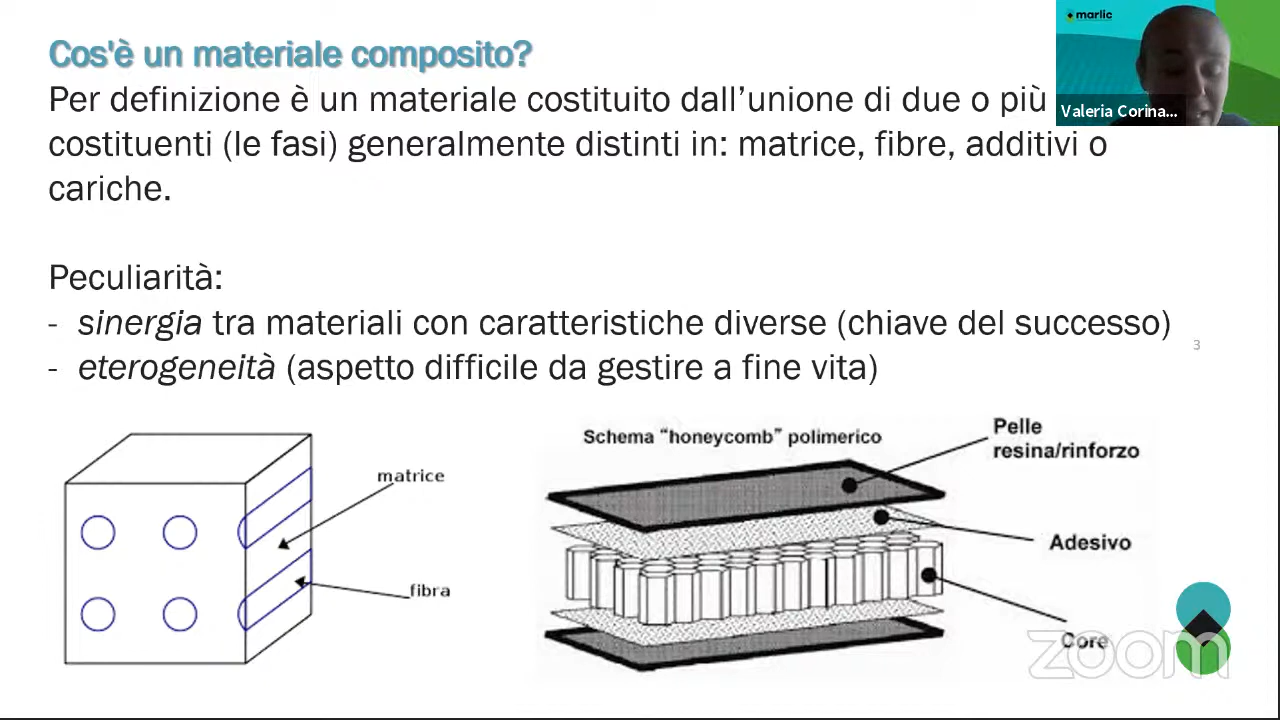 marlic
Valeria Corina...
Cos'è un materiale composito?
Per definizione è un materiale costituito dall’unione di due o più
costituenti (le fasi) generalmente distinti in: matrice, fibre, additivi o
cariche.
Peculiarità:
- sinergia tra materiali con caratteristiche diverse (chiave del successo)
- eterogeneità (aspetto difficile da gestire a fine vita)
3
matrice
fibra
Schema “honeycomb” polimerico
Pelle
resina/rinforzo
Adesivo
Core
zoom